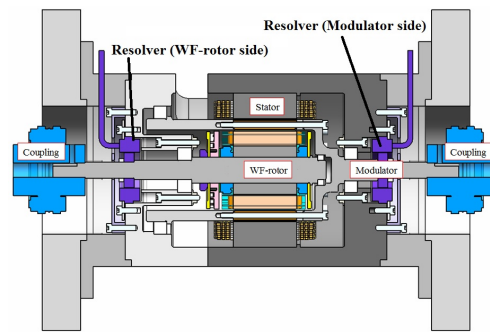 Resolver (Modulator side)
Resolver (WF-rotor side)
Stator
Coupling
WF-rotor
Modulator
Coupling